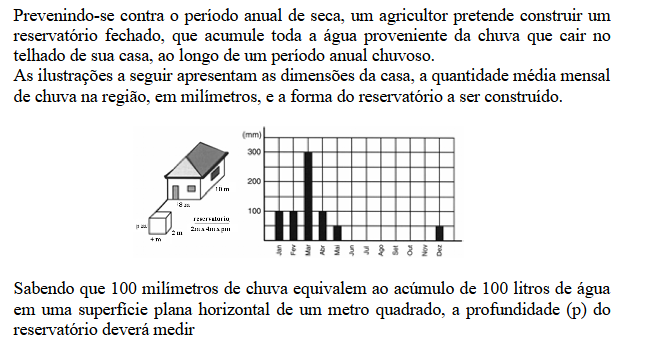 Prevenindo-se contra o período anual de seca, um agricultor pretende construir um
reservatório fechado, que acumule toda a água proveniente da chuva que cair no
telhado de sua casa, ao longo de um período anual chuvoso.
As ilustrações a seguir apresentam as dimensões da casa, a quantidade média mensal
de chuva na região, em milímetros, e a forma do reservatório a ser construído.
(mm)
300
200
100
10 m
8 m
reservatorio
2m x 4m x pm
p m
2 m
4 m
Jan
Fev
Mar
Abr
Mai
Jun
Jul
Ago
Set
Out
Nov
Dez
Sabendo que 100 milímetros de chuva equivalem ao acúmulo de 100 litros de água
em uma superfície plana horizontal de um metro quadrado, a profundidade (p) do
reservatório deverá medir